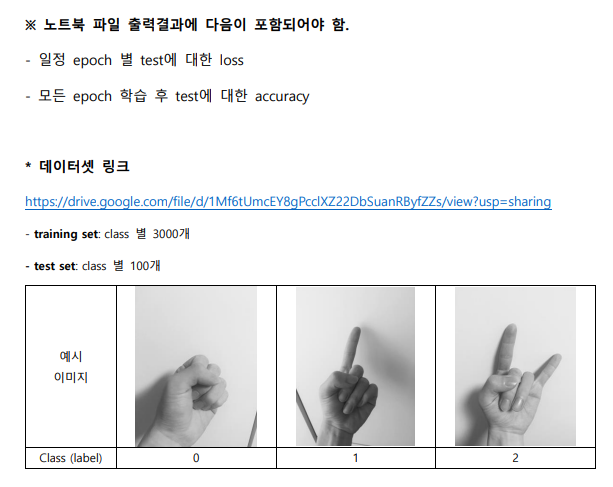 ※ 노트북 파일 출력결과에 다음이 포함되어야 함.
- 일정 epoch 별 test에 대한 loss
- 모든 epoch 학습 후 test에 대한 accuracy
* 데이터셋 링크
https://drive.google.com/file/d/1Mf6tUmcEY8gPcclXZ22DbSuanRByfZZs/view?usp=sharing
- training set: class 별 3000개
- test set: class 별 100개
예시
이미지
Class (label) 0 1 2